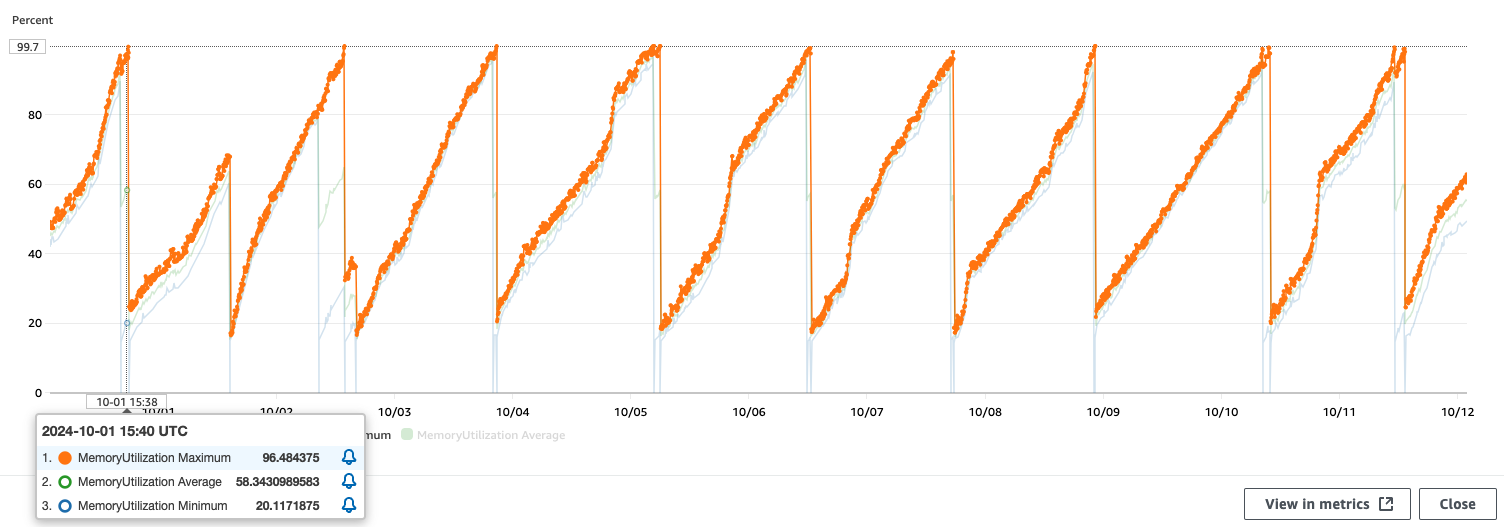 Percent
99.7
80
60
40
20
0
10-01 15:38
10/01 10/02 10/03 10/04 10/05 10/06 10/07 10/08 10/09 10/10 10/11 10/12
2024-10-01 15:40 UTC
mum MemoryUtilization Average
1. MemoryUtilization Maximum 96.484375
2. MemoryUtilization Average 58.3430989583
3. MemoryUtilization Minimum 20.1171875
View in metrics Close